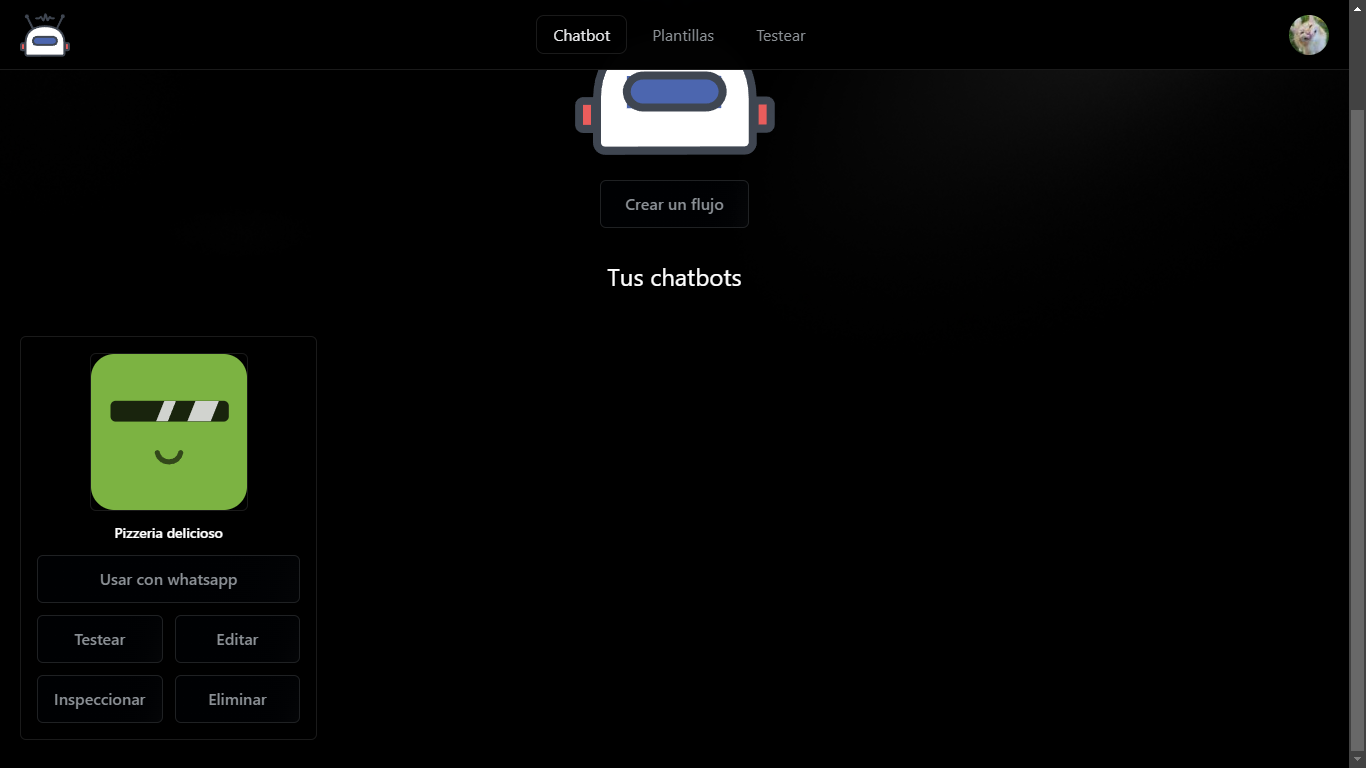 Chatbot Plantillas Testear
Crear un flujo
Tus chatbots
Pizzeria delicioso
Usar con whatsapp
Testear Editar
Inspeccionar Eliminar